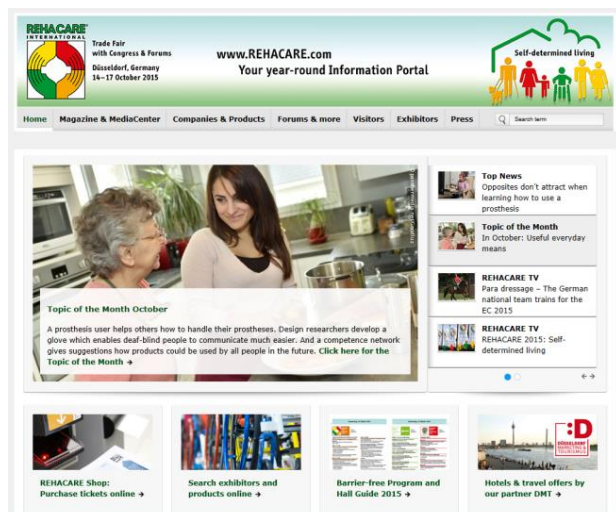 REHACARE®
INTERNATIONAL
Trade Fair
with Congress & Forums
Düsseldorf, Germany
14–17 October 2015
www.REHACARE.com
Your year-round Information Portal
Self-determined living
Home Magazine & MediaCenter Companies & Products Forums & more Visitors Exhibitors Press Search term
Topic of the Month October
A prosthesis user helps others how to handle their prostheses. Design researchers develop a
glove which enables deaf-blind people to communicate much easier. And a competence network
gives suggestions how products could be used by all people in the future. Click here for the
Topic of the Month →
Top News
Opposites don't attract when
learning how to use a
prosthesis
Topic of the Month
In October: Useful everyday
means
REHACARE TV
Para dressage – The German
national team trains for the
EC 2015
REHACARE TV
REHACARE 2015: Self-
determined living
REHACARE Shop:
Purchase tickets online →
Search exhibitors and
products online →
Barrier-free Program and
Hall Guide 2015 →
:D
DÜSSELDORF
MARKETING &
TOURISMUS
Hotels & travel offers by
our partner DMT →